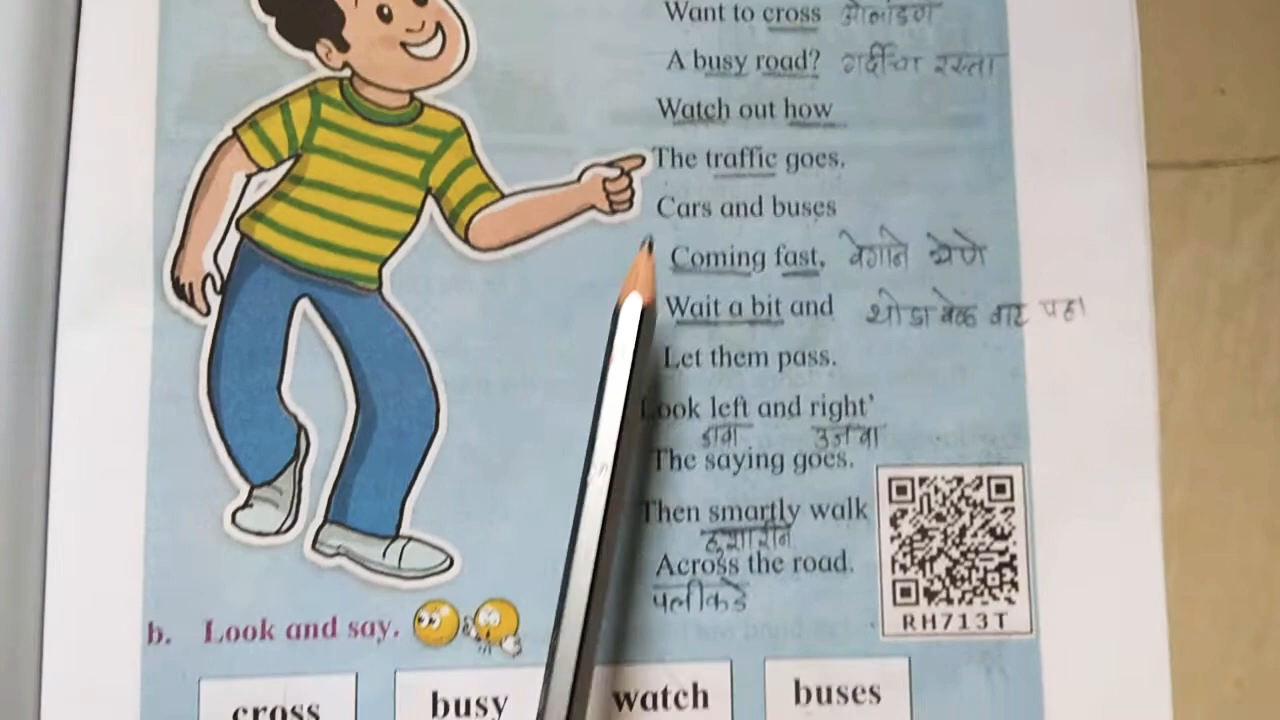 Want to cross ओलांडणे
A busy road? गर्दीचा रस्ता
Watch out how
The traffic goes.
Cars and buses
Coming fast, वेगाने येणे
Wait a bit and थोडा वेळ वाट पहा
Let them pass.
Look left and right’
डावा उजवा
The saying goes.
Then smartly walk
हुशारीने
Across the road.
पलीकडे
RH713T
b. Look and say.
cross busy watch buses